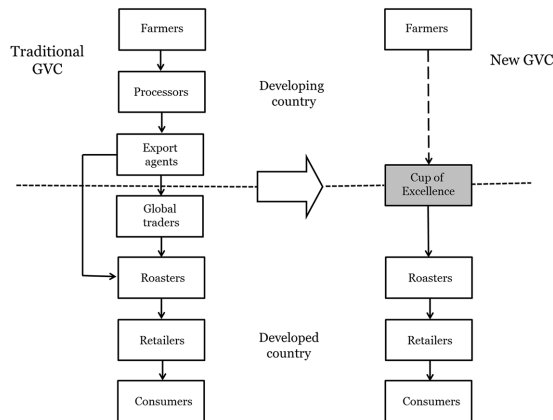 Traditional
GVC
Farmers
Processors
Export
agents
Global
traders
Roasters
Retailers
Consumers
Developing
country
Developed
country
New GVC
Farmers
Cup of
Excellence
Roasters
Retailers
Consumers